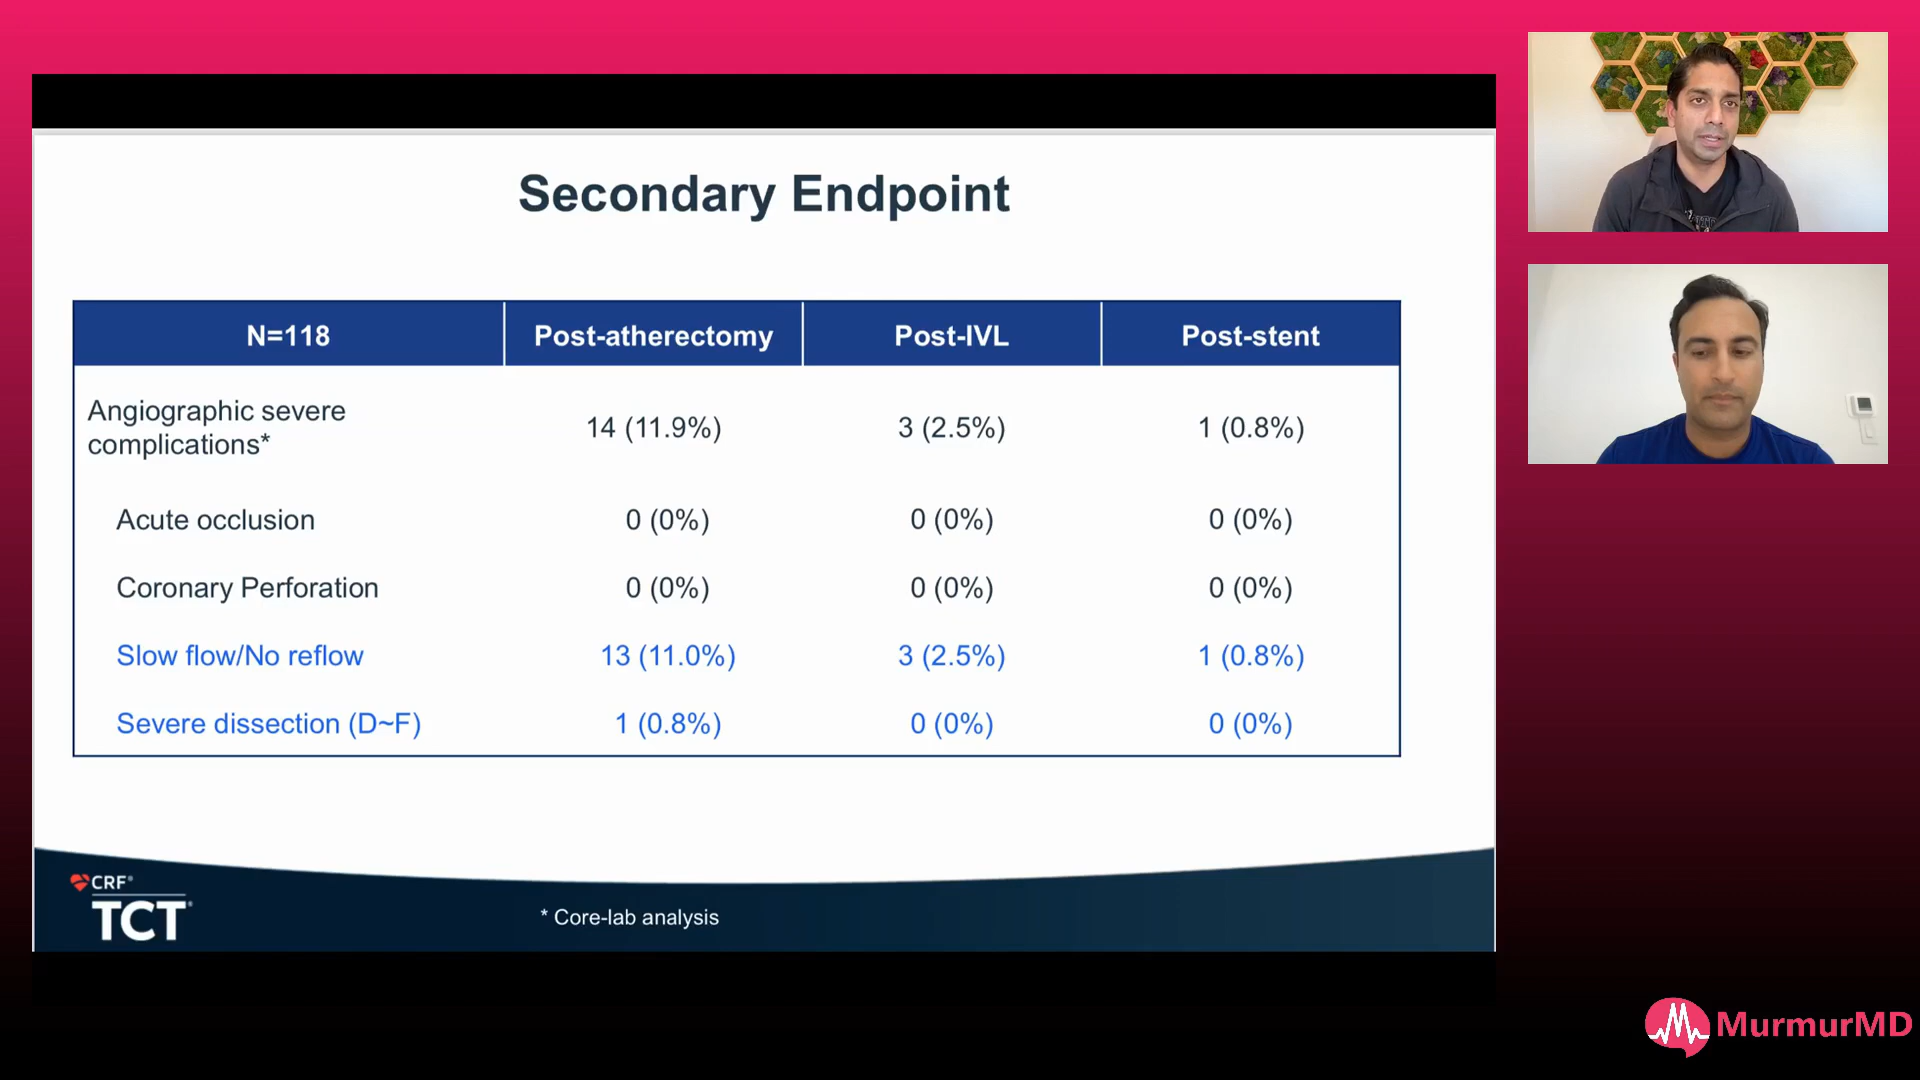 Secondary Endpoint
N=118 Post-atherectomy Post-IVL Post-stent
Angiographic severe
complications* 14 (11.9%) 3 (2.5%) 1 (0.8%)
Acute occlusion 0 (0%) 0 (0%) 0 (0%)
Coronary Perforation 0 (0%) 0 (0%) 0 (0%)
Slow flow/No reflow 13 (11.0%) 3 (2.5%) 1 (0.8%)
Severe dissection (D~F) 1 (0.8%) 0 (0%) 0 (0%)
CRF®
TCT®
* Core-lab analysis
MurmurMD